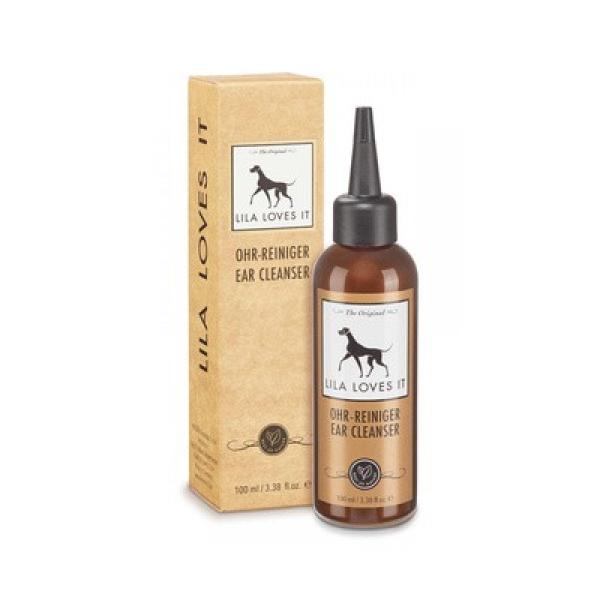 LILA LOVES IT
The Original
LILA LOVES IT
OHR-REINIGER
EAR CLEANSER
100 ml / 3.38 fl. oz. ℮
The Original
LILA LOVES IT
OHR-REINIGER
EAR CLEANSER
100 ml / 3.38 fl. oz. ℮